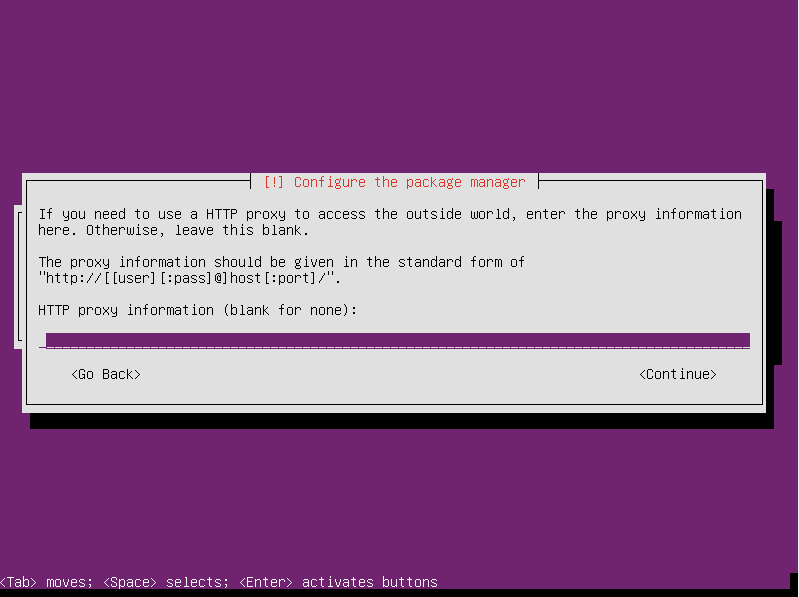 [!] Configure the package manager
If you need to use a HTTP proxy to access the outside world, enter the proxy information
here. Otherwise, leave this blank.
The proxy information should be given in the standard form of
"http://[[user][:pass]@]host[:port]/".
HTTP proxy information (blank for none):
<Go Back> <Continue>
<Tab> moves; <Space> selects; <Enter> activates buttons